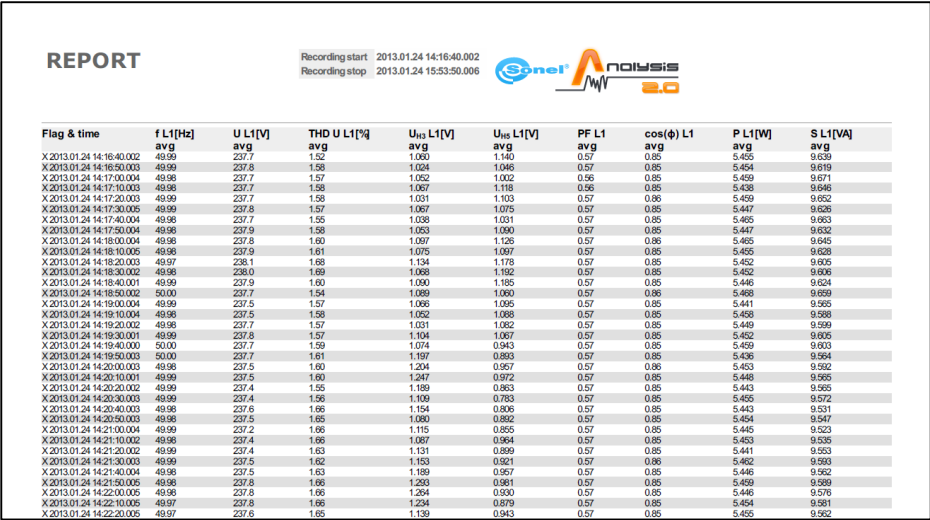 REPORT
Recording start 2013.01.24 14:16:40.002
Recording stop 2013.01.24 15:53:50.006
Sonel® Analysis 2.0
Flag & time f L1[Hz] U L1[V] THD U L1[%] UH3 L1[V] UH5 L1[V] PF L1 cos(ϕ) L1 P L1[W] S L1[VA]
avg avg avg avg avg avg avg avg avg
X 2013.01.24 14:16:40.002 49.99 237.7 1.52 1.060 1.140 0.57 0.85 5.455 9.639
X 2013.01.24 14:16:50.003 49.99 237.8 1.58 1.024 1.046 0.57 0.85 5.454 9.619
X 2013.01.24 14:17:00.004 49.98 237.7 1.57 1.052 1.002 0.56 0.85 5.459 9.671
X 2013.01.24 14:17:10.003 49.98 237.7 1.58 1.067 1.118 0.56 0.85 5.438 9.646
X 2013.01.24 14:17:20.003 49.99 237.7 1.58 1.031 1.103 0.57 0.86 5.459 9.652
X 2013.01.24 14:17:30.005 49.99 237.8 1.57 1.067 1.075 0.57 0.85 5.447 9.626
X 2013.01.24 14:17:40.004 49.98 237.7 1.55 1.038 1.031 0.57 0.85 5.465 9.663
X 2013.01.24 14:17:50.004 49.98 237.9 1.58 1.053 1.090 0.57 0.85 5.447 9.632
X 2013.01.24 14:18:00.004 49.98 237.8 1.60 1.097 1.126 0.57 0.86 5.465 9.645
X 2013.01.24 14:18:10.005 49.98 237.9 1.61 1.075 1.097 0.57 0.85 5.455 9.628
X 2013.01.24 14:18:20.003 49.97 238.1 1.68 1.134 1.178 0.57 0.85 5.452 9.605
X 2013.01.24 14:18:30.002 49.98 238.0 1.69 1.068 1.192 0.57 0.85 5.452 9.606
X 2013.01.24 14:18:40.001 49.99 237.9 1.60 1.090 1.185 0.57 0.85 5.446 9.624
X 2013.01.24 14:18:50.002 50.00 237.7 1.54 1.089 1.060 0.57 0.86 5.468 9.659
X 2013.01.24 14:19:00.004 49.99 237.5 1.57 1.066 1.095 0.57 0.85 5.441 9.565
X 2013.01.24 14:19:10.004 49.98 237.5 1.58 1.052 1.088 0.57 0.85 5.458 9.588
X 2013.01.24 14:19:20.002 49.98 237.7 1.57 1.031 1.082 0.57 0.85 5.449 9.599
X 2013.01.24 14:19:30.001 49.99 237.8 1.57 1.104 1.067 0.57 0.85 5.452 9.605
X 2013.01.24 14:19:40.000 50.00 237.7 1.59 1.074 0.943 0.57 0.85 5.459 9.603
X 2013.01.24 14:19:50.003 50.00 237.7 1.61 1.197 0.893 0.57 0.85 5.436 9.564
X 2013.01.24 14:20:00.003 49.98 237.5 1.60 1.204 0.957 0.57 0.86 5.453 9.592
X 2013.01.24 14:20:10.001 49.99 237.5 1.60 1.247 0.972 0.57 0.85 5.448 9.565
X 2013.01.24 14:20:20.002 49.99 237.4 1.55 1.189 0.863 0.57 0.85 5.443 9.565
X 2013.01.24 14:20:30.003 49.99 237.4 1.56 1.109 0.783 0.57 0.85 5.455 9.572
X 2013.01.24 14:20:40.003 49.98 237.6 1.66 1.154 0.806 0.57 0.85 5.443 9.531
X 2013.01.24 14:20:50.003 49.98 237.5 1.65 1.080 0.892 0.57 0.85 5.454 9.547
X 2013.01.24 14:21:00.004 49.99 237.2 1.66 1.115 0.855 0.57 0.85 5.445 9.523
X 2013.01.24 14:21:10.002 49.98 237.4 1.66 1.087 0.964 0.57 0.85 5.453 9.535
X 2013.01.24 14:21:20.002 49.99 237.4 1.63 1.131 0.899 0.57 0.85 5.441 9.553
X 2013.01.24 14:21:30.003 49.99 237.5 1.62 1.153 0.921 0.57 0.86 5.462 9.593
X 2013.01.24 14:21:40.004 49.98 237.5 1.63 1.189 0.957 0.57 0.85 5.446 9.562
X 2013.01.24 14:21:50.005 49.98 237.8 1.66 1.293 0.981 0.57 0.85 5.459 9.589
X 2013.01.24 14:22:00.005 49.98 237.8 1.66 1.264 0.930 0.57 0.85 5.446 9.576
X 2013.01.24 14:22:10.005 49.97 237.8 1.66 1.234 0.879 0.57 0.85 5.454 9.581
X 2013.01.24 14:22:20.005 49.97 237.6 1.65 1.139 0.943 0.57 0.85 5.455 9.562